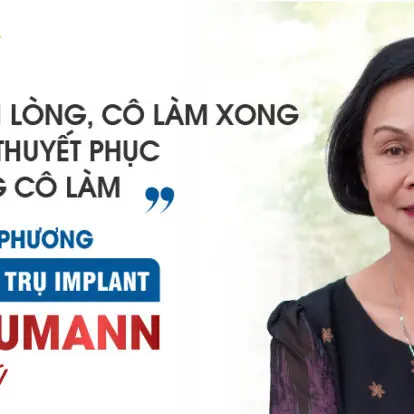 LÒNG, CÔ LÀM XONG
THUYẾT PHỤC
CÔ LÀM ”
PHƯƠNG
TRỤ IMPLANT
UMANN